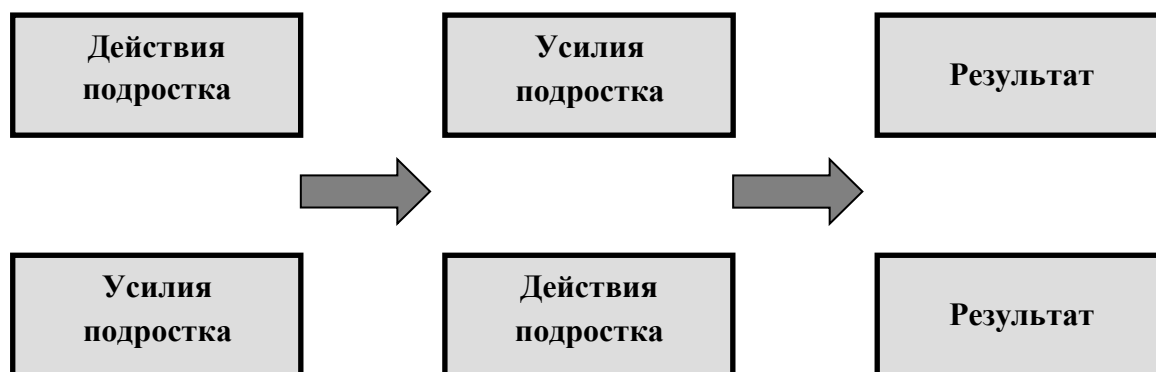 Действия
подростка
Усилия
подростка
Результат
Усилия
подростка
Действия
подростка
Результат